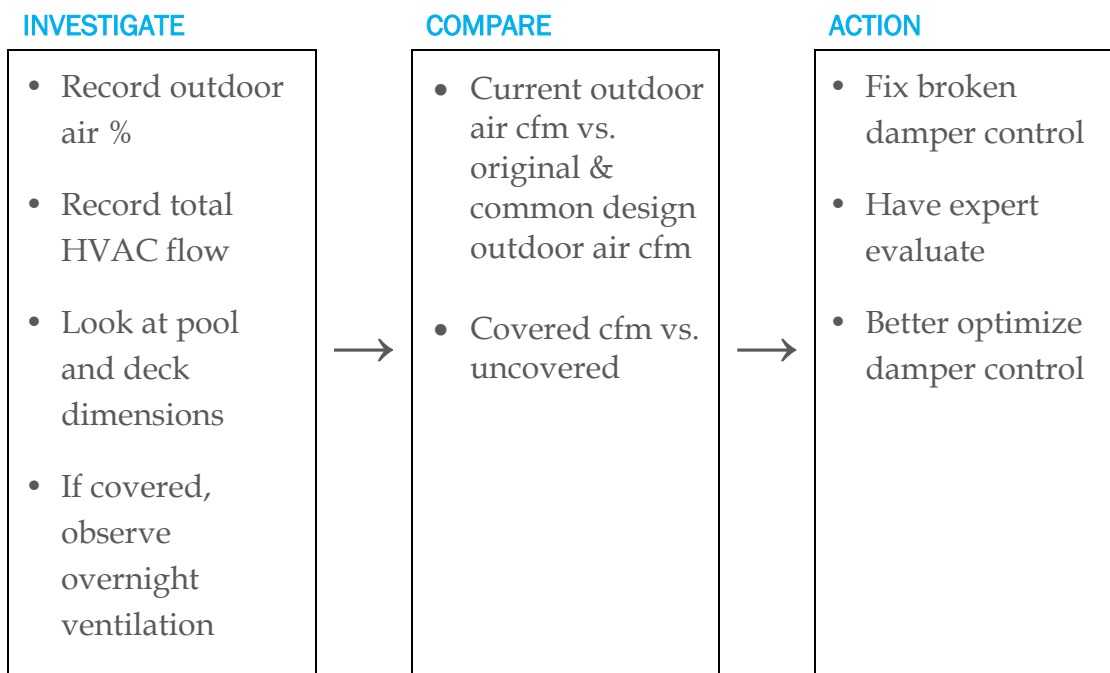 INVESTIGATE
• Record outdoor
air %
• Record total
HVAC flow
• Look at pool
and deck
dimensions
• If covered,
observe
overnight
ventilation
COMPARE
• Current outdoor
air cfm vs.
original &
common design
outdoor air cfm
• Covered cfm vs.
uncovered
ACTION
• Fix broken
damper control
• Have expert
evaluate
• Better optimize
damper control